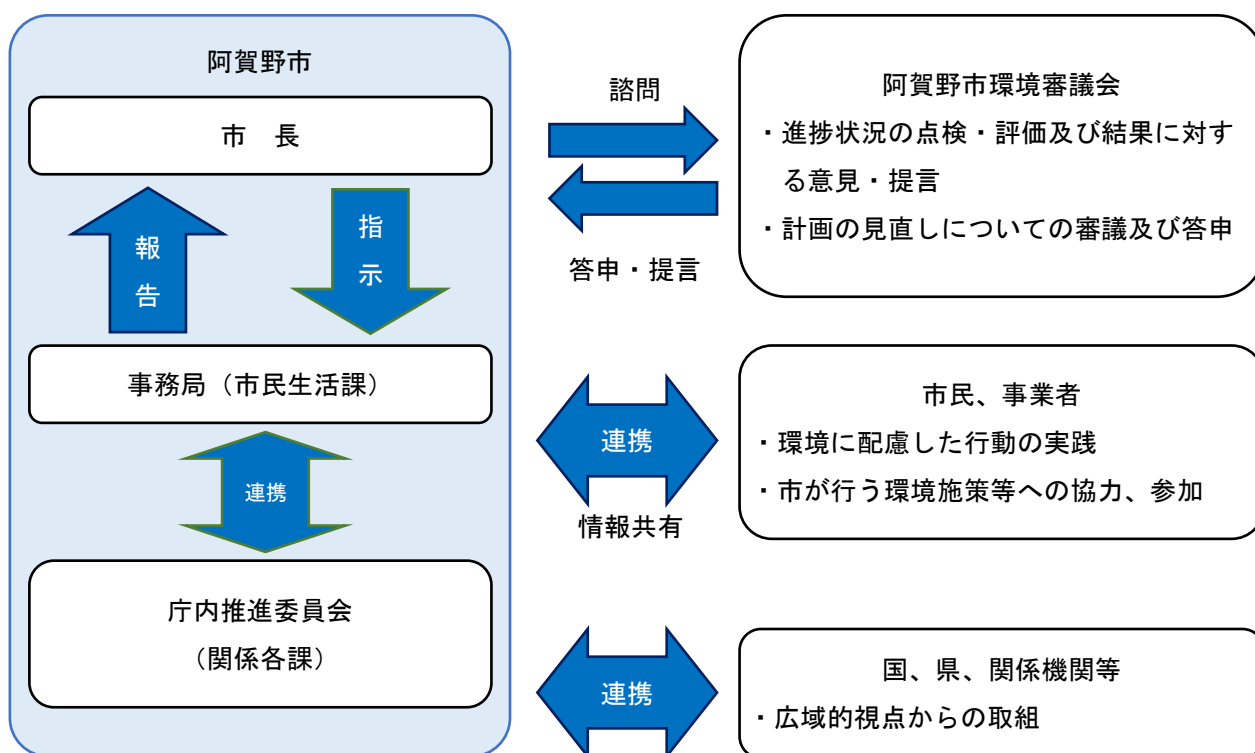 阿賀野市
市　長
報告
指示
事務局（市民生活課）
連携
庁内推進委員会
（関係各課）
諮問
答申・提言
阿賀野市環境審議会
・進捗状況の点検・評価及び結果に対す
る意見・提言
・計画の見直しについての審議及び答申
連携
情報共有
市民、事業者
・環境に配慮した行動の実践
・市が行う環境施策等への協力、参加
連携
国、県、関係機関等
・広域的視点からの取組